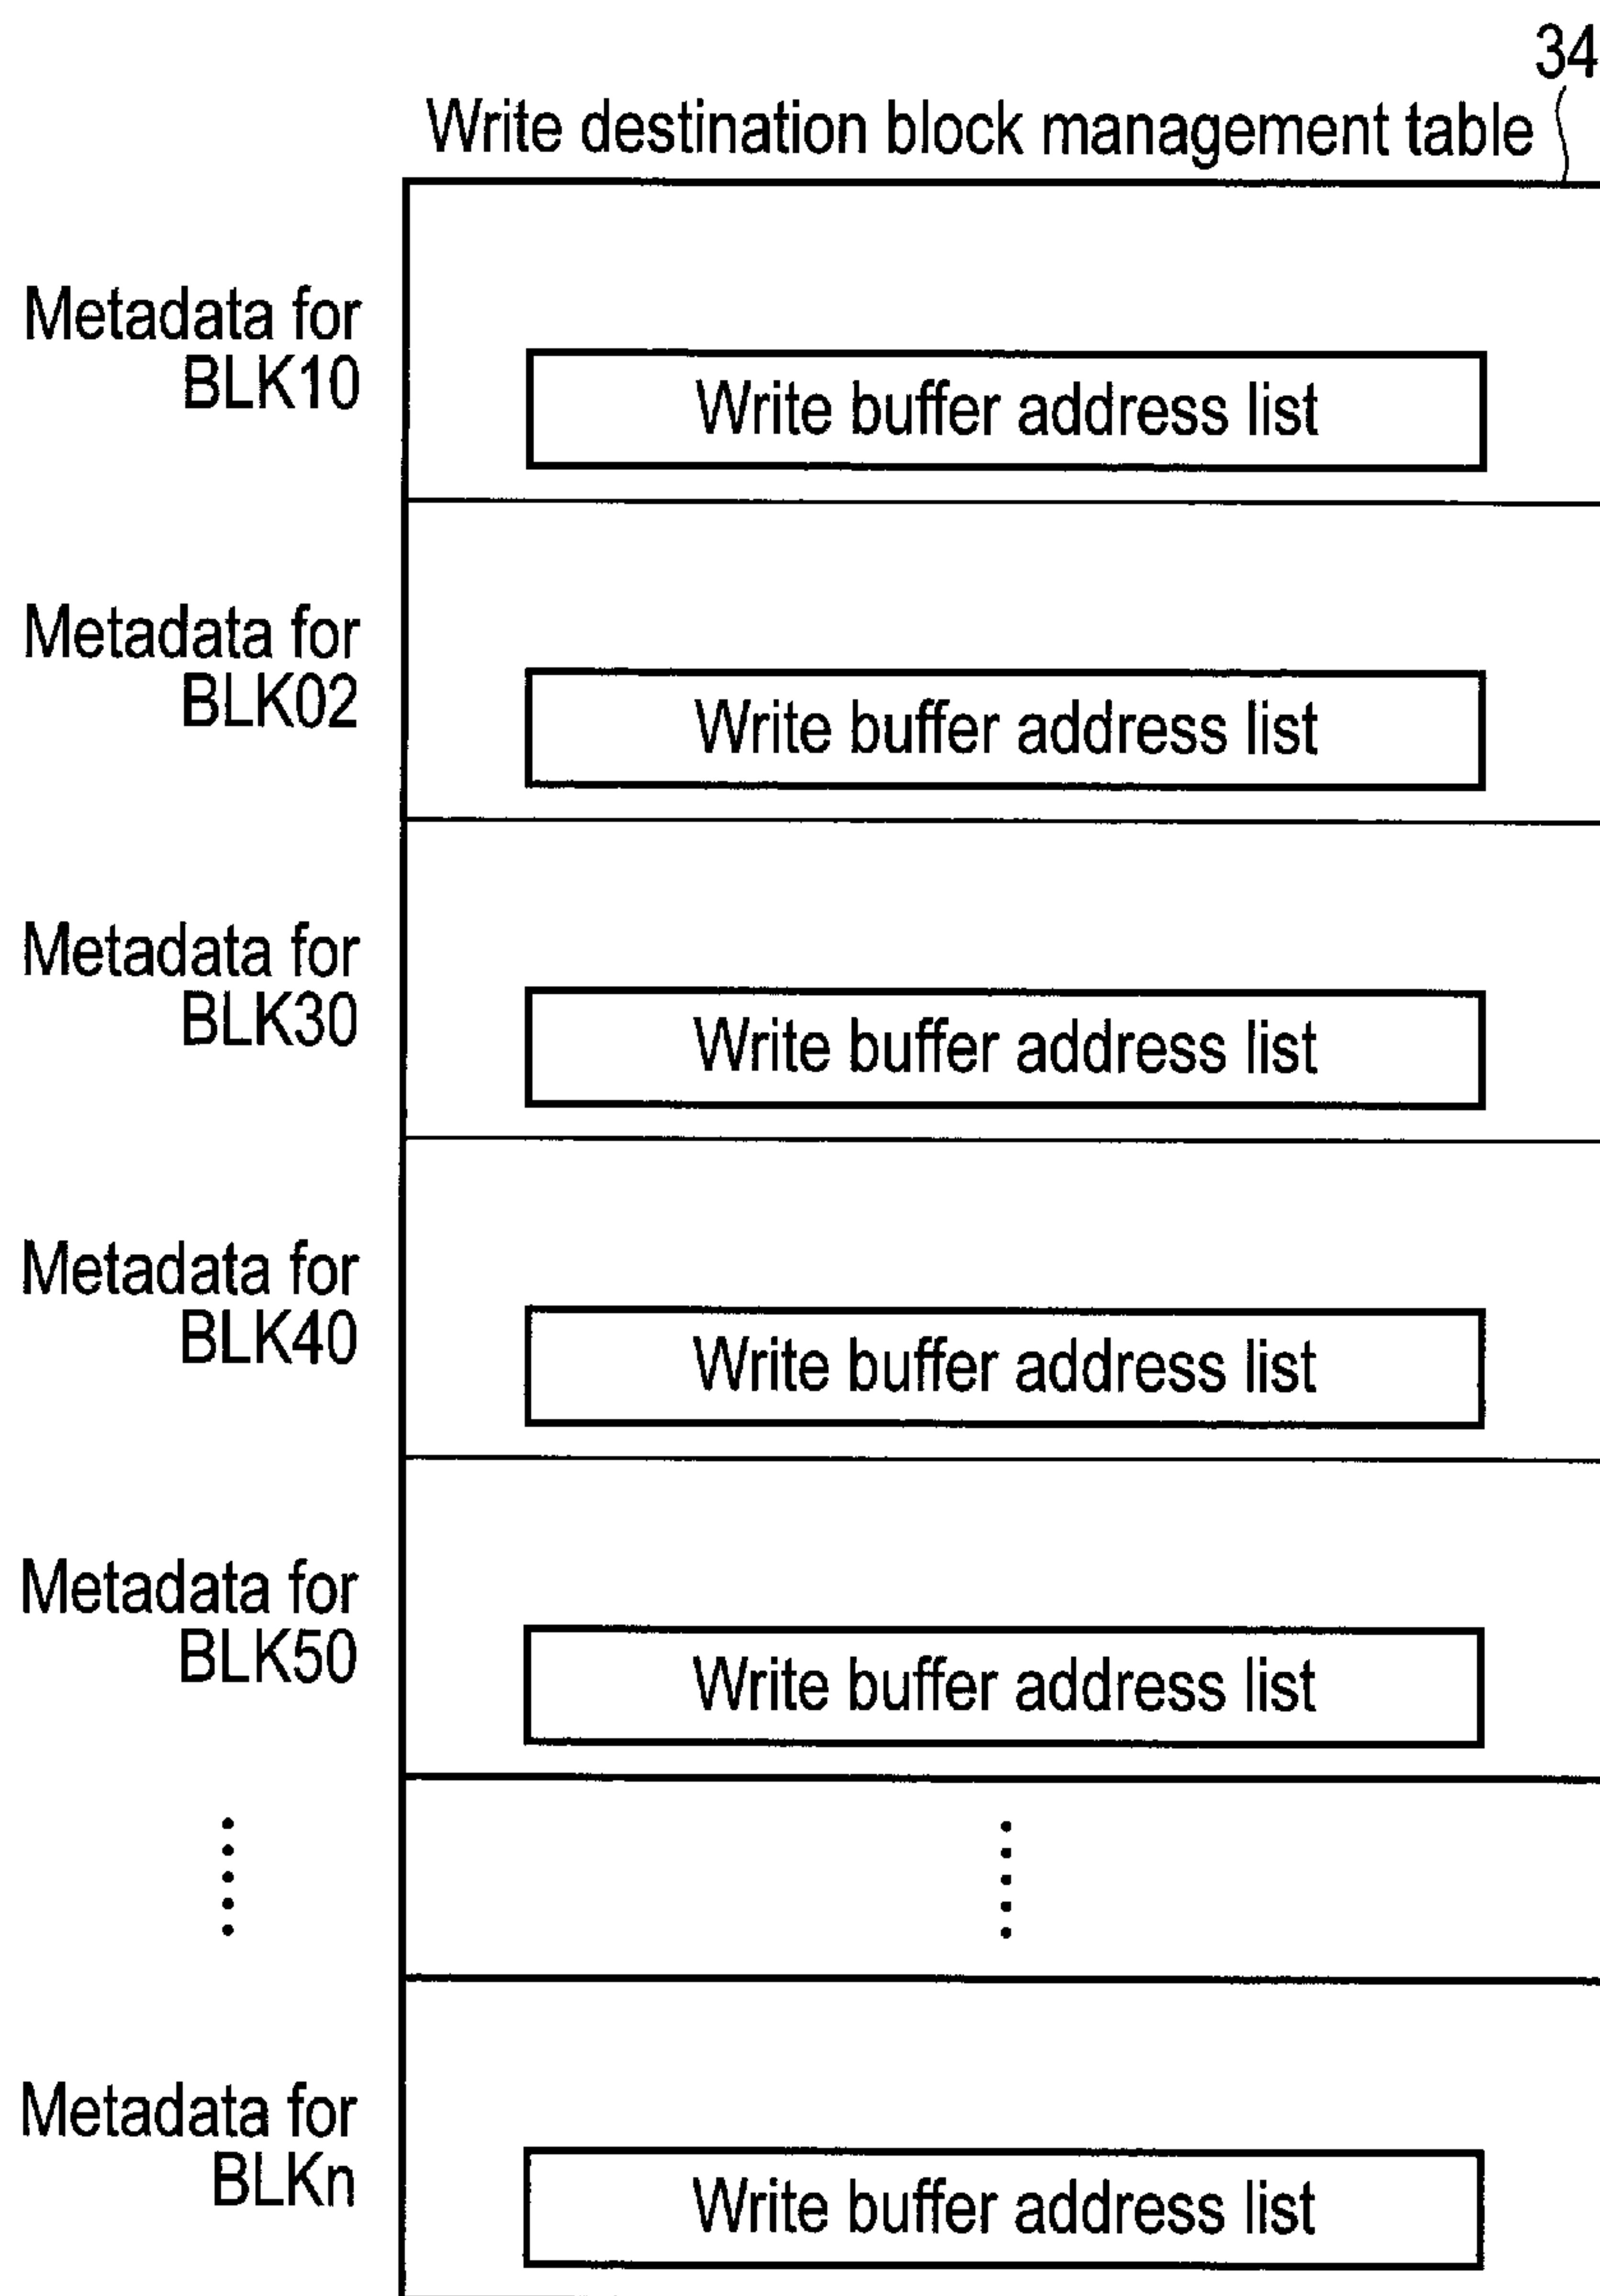 34
Write destination block management table
Metadata for
BLK10
Write buffer address list
Metadata for
BLK02
Write buffer address list
Metadata for
BLK30
Write buffer address list
Metadata for
BLK40
Write buffer address list
Metadata for
BLK50
Write buffer address list
Metadata for
BLKn
Write buffer address list